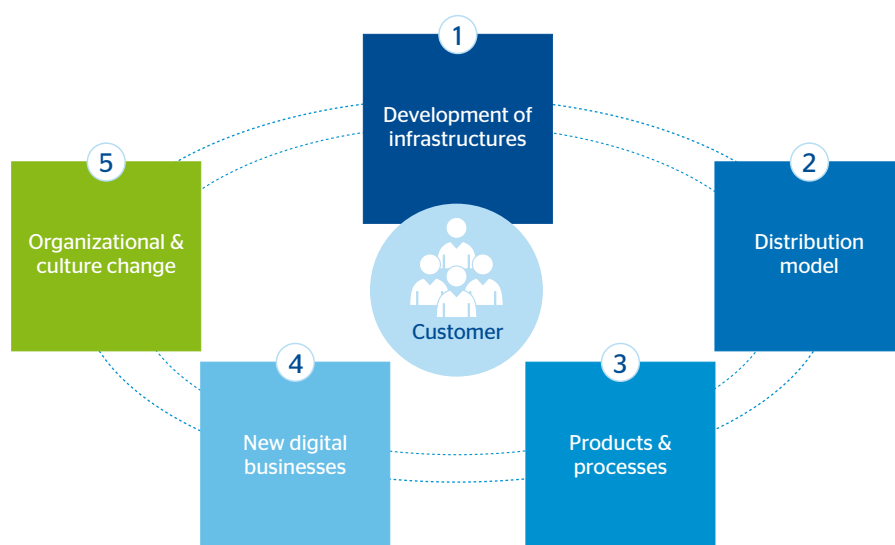 1
Development of
infrastructures
2
Distribution
model
3
Products &
processes
4
New digital
businesses
5
Organizational &
culture change
Customer